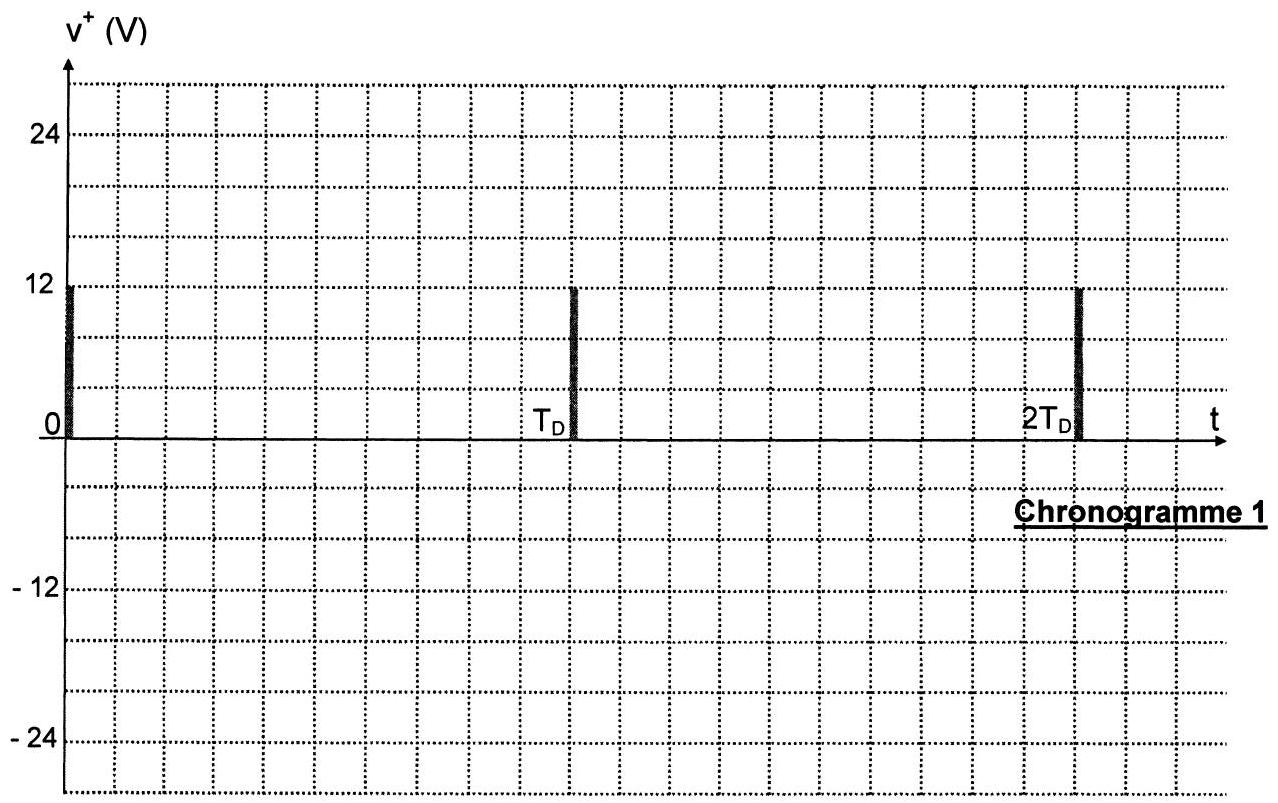 v⁺ (V)
24
12
0
T_D
2T_D
t
Chronogramme 1
- 12
- 24